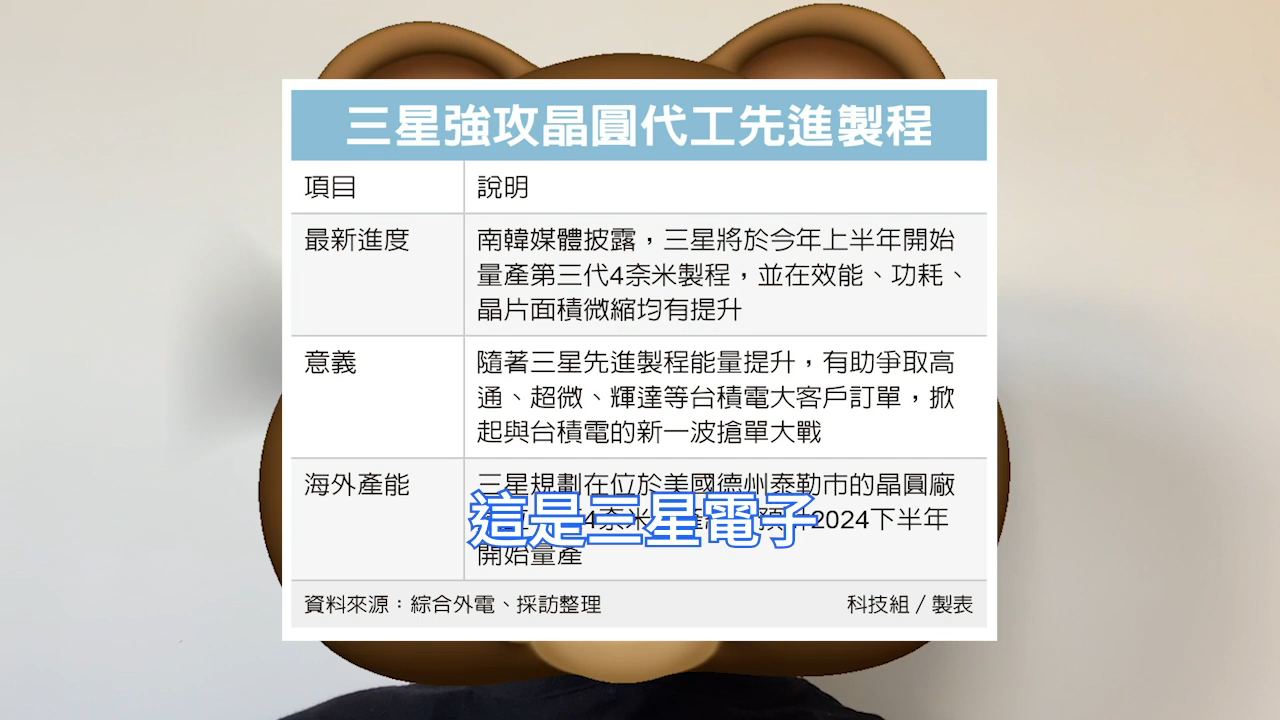 三星強攻晶圓代工先進製程
項目
說明
最新進度
南韓媒體披露，三星將於今年上半年開始
量產第三代4奈米製程，並在效能、功耗、
晶片面積微縮均有提升
意義
隨著三星先進製程能量提升，有助爭取高
通、超微、輝達等台積電大客戶訂單，掀
起與台積電的新一波搶單大戰
海外產能
三星規劃在位於美國德州泰勒市的晶圓廠
4奈米 2024下半年
開始量產
這是三星電子
資料來源：綜合外電、採訪整理
科技組／製表